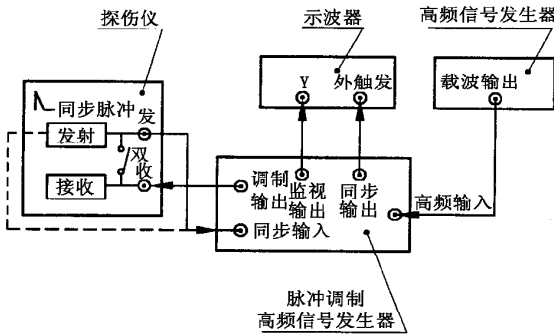 探伤仪
示波器
高频信号发生器
同步脉冲
发
发射
双
收
接收
Y
外触发
载波输出
调制
输出
监视
输出
同步
输出
高频输入
同步输入
脉冲调制
高频信号发生器